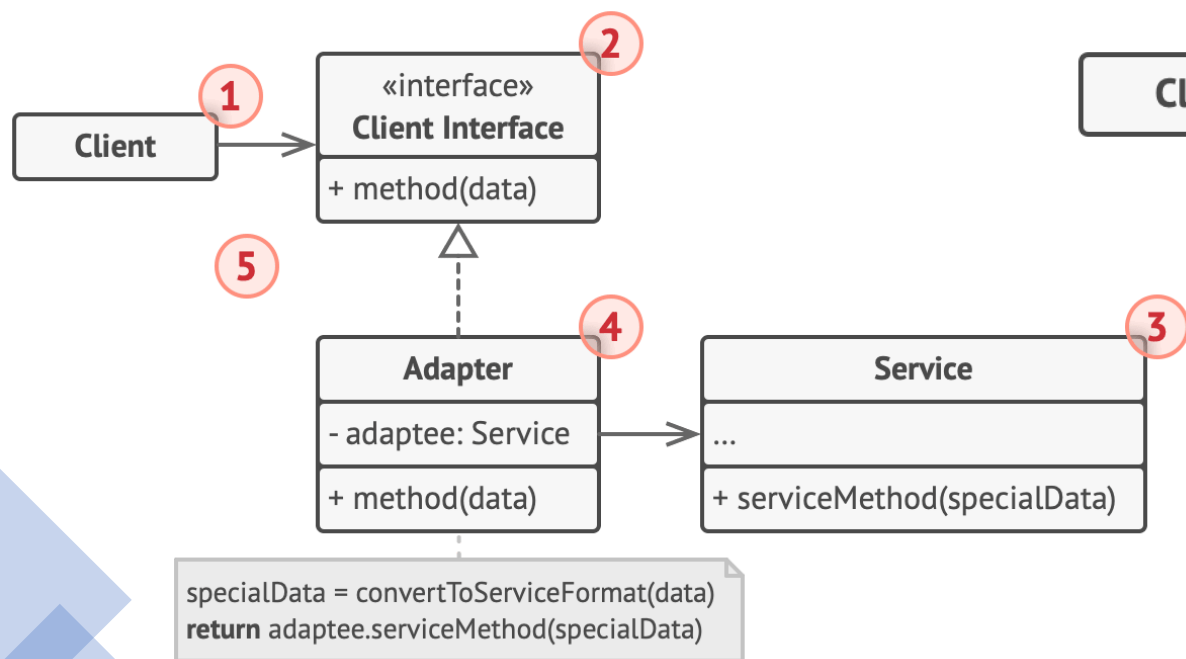 1
2
«interface»
Client Interface
Client
+ method(data)
5
4
3
Adapter
- adaptee: Service
+ method(data)
Service
...
+ serviceMethod(specialData)
specialData = convertToServiceFormat(data)
return adaptee.serviceMethod(specialData)